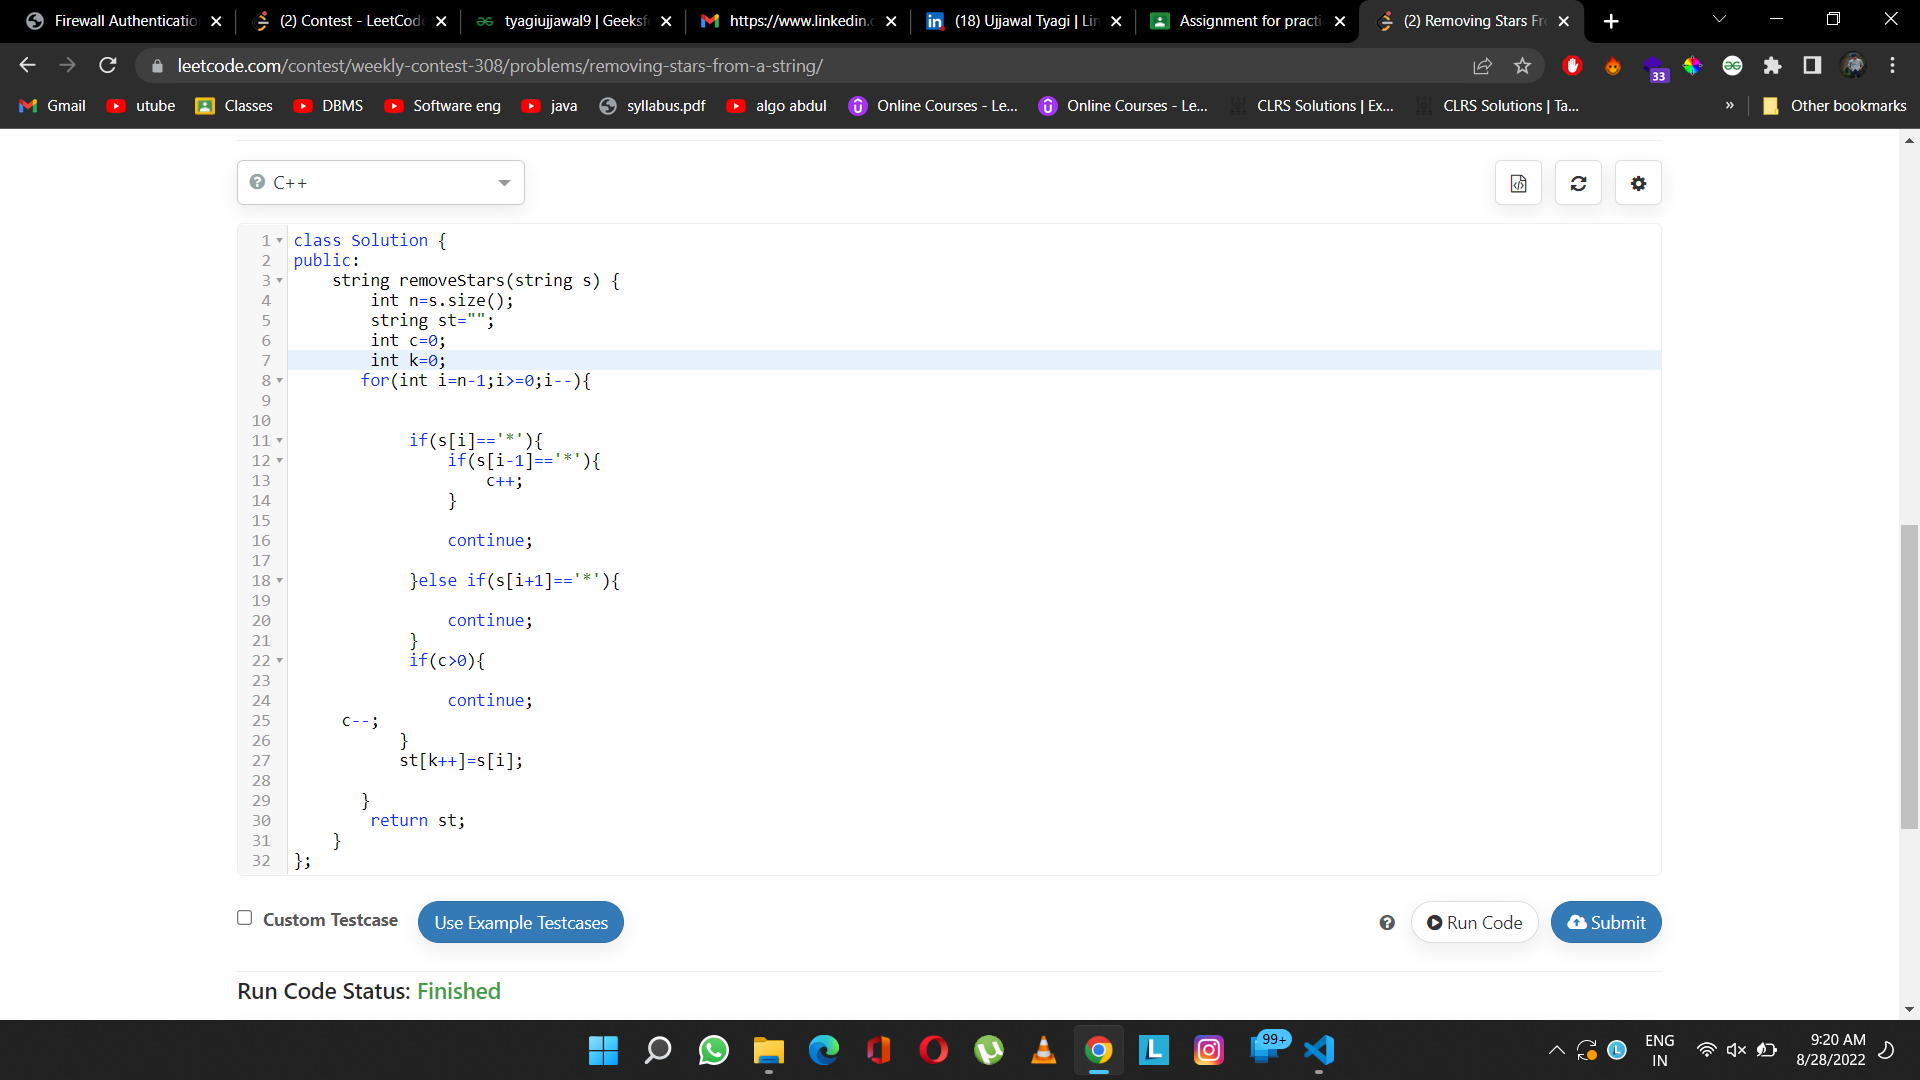 Firewall Authenticatio
(2) Contest - LeetCode
tyagiujjawal9 | Geeksf
https://www.linkedin.c
(18) Ujjawal Tyagi | Lin
Assignment for practi
(2) Removing Stars Fr
leetcode.com/contest/weekly-contest-308/problems/removing-stars-from-a-string/
33
Gmail
utube
Classes
DBMS
Software eng
java
syllabus.pdf
algo abdul
Online Courses - Le...
Online Courses - Le...
CLRS Solutions | Ex...
CLRS Solutions | Ta...
»
Other bookmarks
C++
1 class Solution {
2 public:
3 string removeStars(string s) {
4 int n=s.size();
5 string st="";
6 int c=0;
7 int k=0;
8 for(int i=n-1;i>=0;i--){
9
10
11 if(s[i]=='*'){
12 if(s[i-1]=='*'){
13 c++;
14 }
15
16 continue;
17
18 }else if(s[i+1]=='*'){
19
20 continue;
21 }
22 if(c>0){
23
24 continue;
25 c--;
26 }
27 st[k++]=s[i];
28
29 }
30 return st;
31 }
32 };
Custom Testcase
Use Example Testcases
Run Code
Submit
Run Code Status: Finished
99+
ENG
IN
9:20 AM
8/28/2022